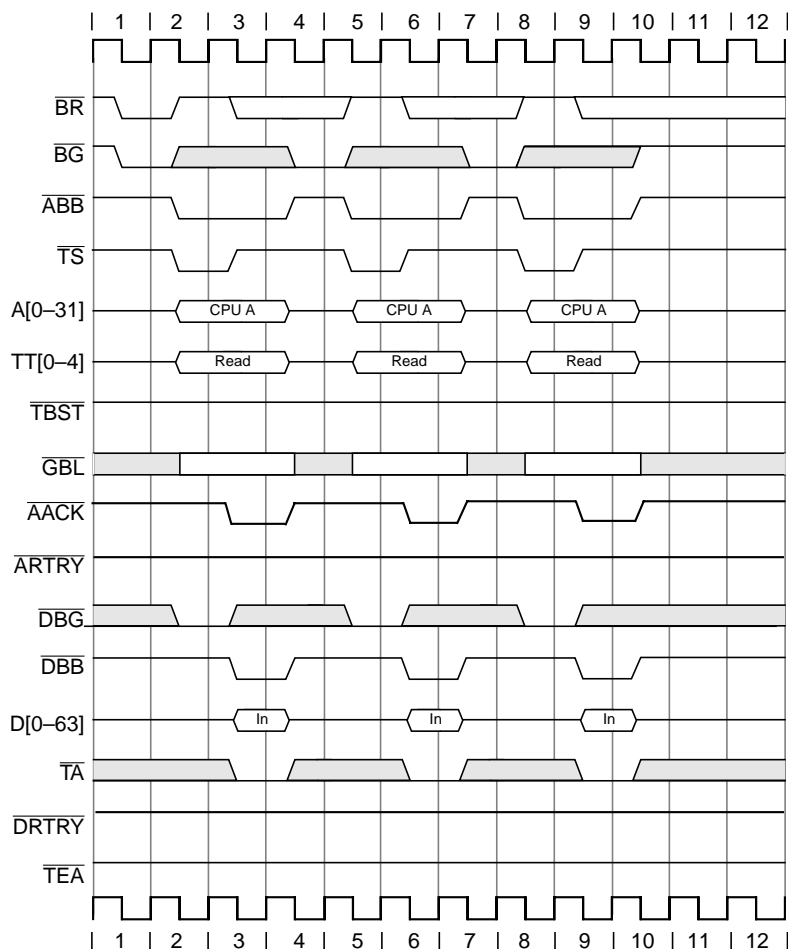 1 2 3 4 5 6 7 8 9 10 11 12
BR
BG
ABB
TS
A[0–31] CPU A CPU A CPU A
TT[0–4] Read Read Read
TBST
GBL
AACK
ARTRY
DBG
DBB
D[0–63] In In In
TA
DRTRY
TEA
1 2 3 4 5 6 7 8 9 10 11 12